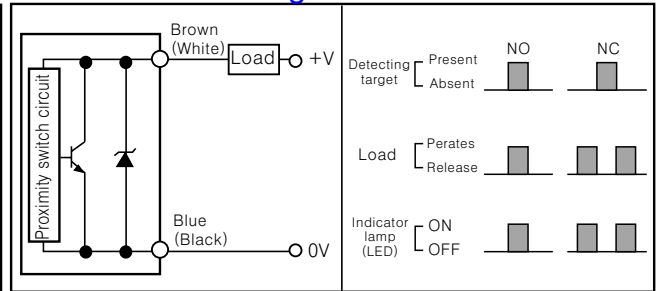 Proximity switch circuit
Brown
(White)
Load
+V
Blue
(Black)
0V
NO
NC
Detecting
target
Present
Absent
Load
Perates
Release
Indicator
lamp
(LED)
ON
OFF